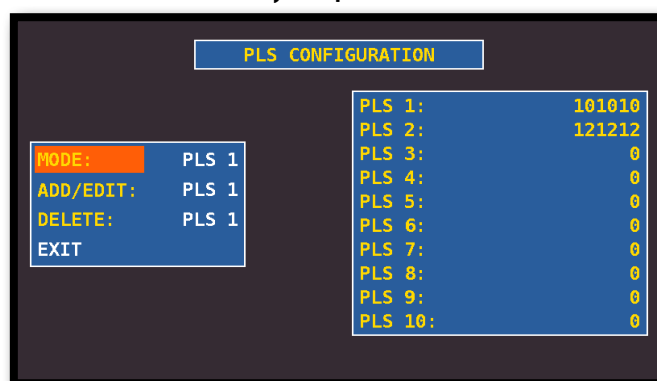 PLS CONFIGURATION
MODE: PLS 1
ADD/EDIT: PLS 1
DELETE: PLS 1
EXIT
PLS 1: 101010
PLS 2: 121212
PLS 3: 0
PLS 4: 0
PLS 5: 0
PLS 6: 0
PLS 7: 0
PLS 8: 0
PLS 9: 0
PLS 10: 0